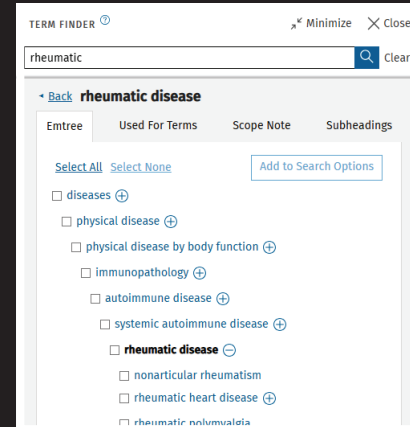 TERM FINDER ? Minimize Close
rheumatic Clear
Back rheumatic disease
Emtree Used For Terms Scope Note Subheadings
Select All Select None Add to Search Options
diseases
physical disease
physical disease by body function
immunopathology
autoimmune disease
systemic autoimmune disease
rheumatic disease
nonarticular rheumatism
rheumatic heart disease
rheumatic polymyalgia